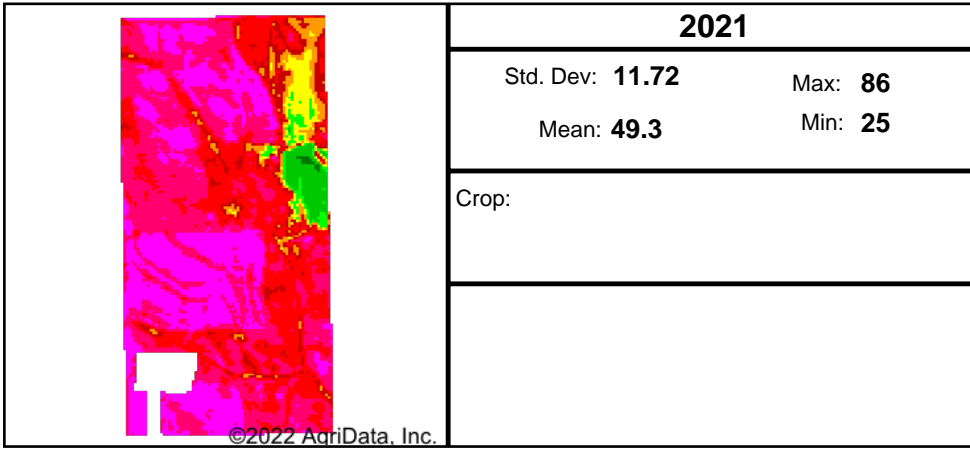 2021
Std. Dev: 11.72
Max: 86
Mean: 49.3
Min: 25
Crop:
©2022 AgriData, Inc.